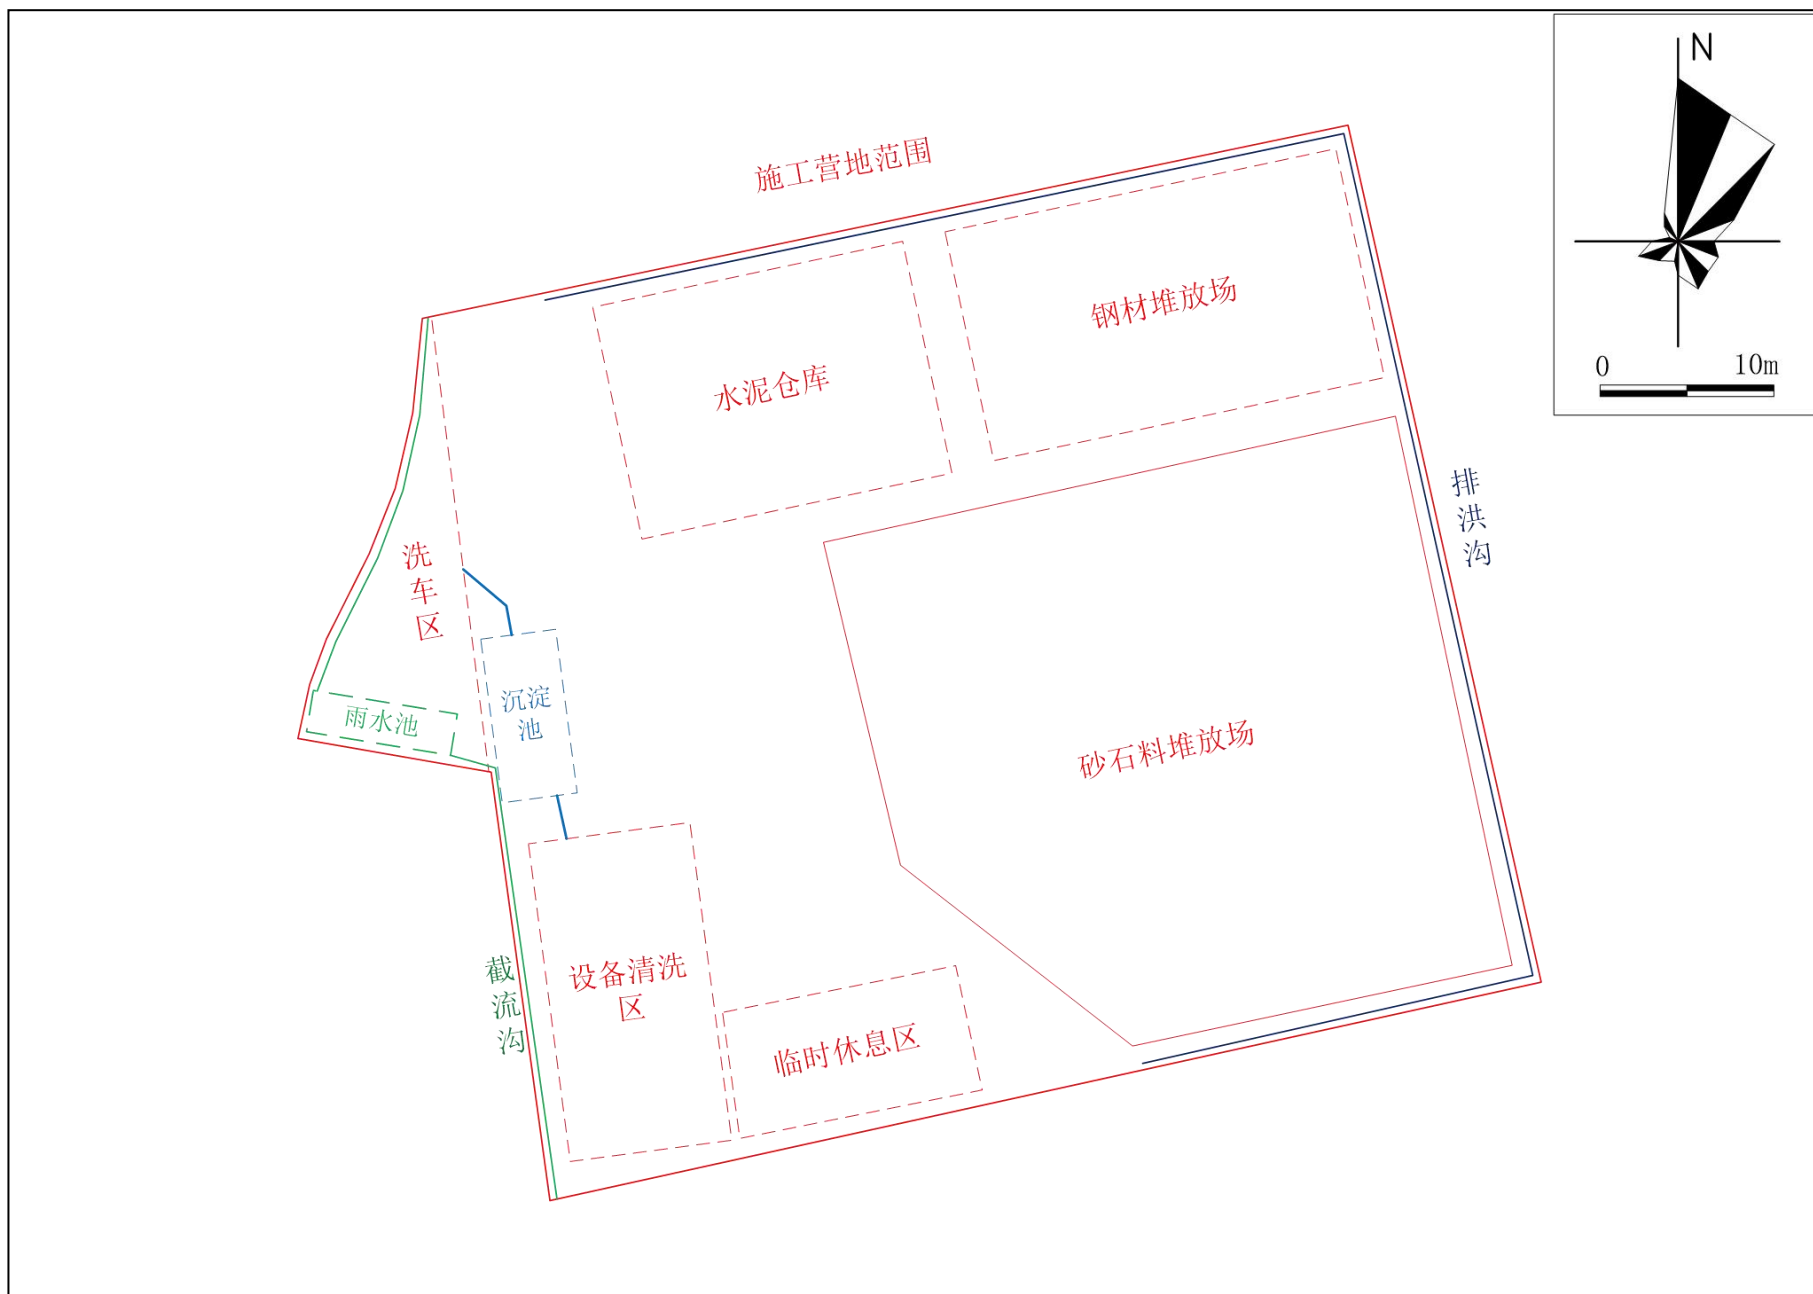 N
0 10m
施工营地范围
钢材堆放场
水泥仓库
排洪沟
洗车区
沉淀
池
雨水池
砂石料堆放场
截流沟
设备清洗
区
临时休息区